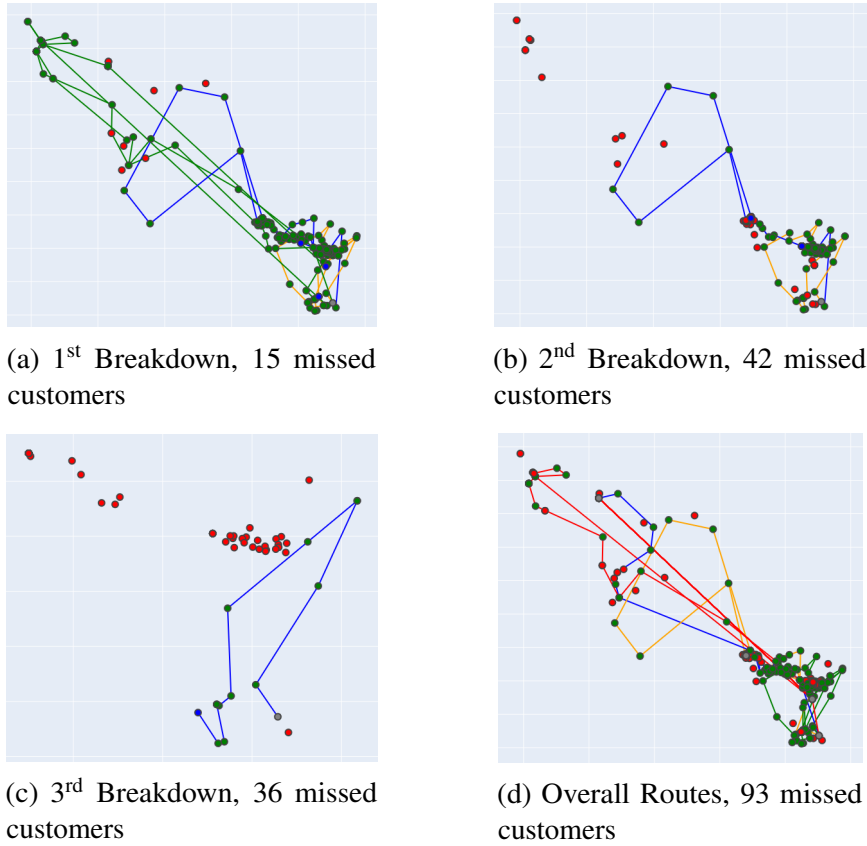 (a) 1st Breakdown, 15 missed
customers
(b) 2nd Breakdown, 42 missed
customers
(c) 3rd Breakdown, 36 missed
customers
(d) Overall Routes, 93 missed
customers